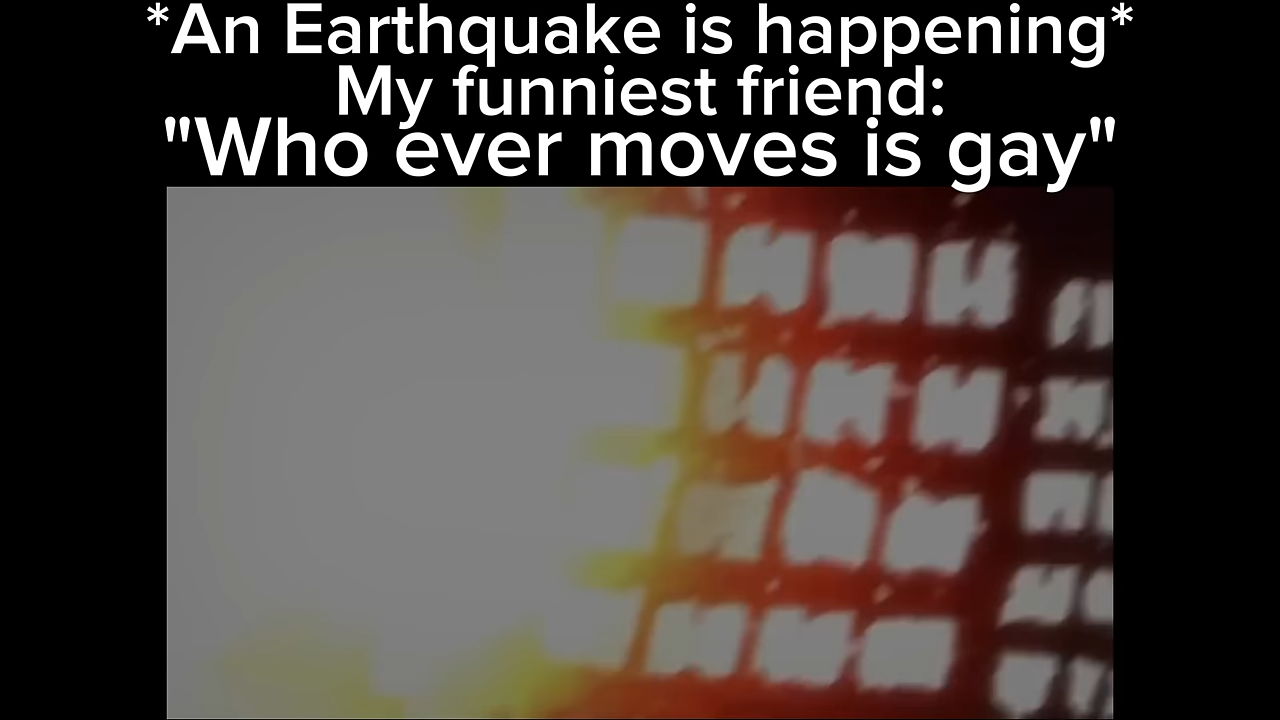 *An Earthquake is happening*
My funniest friend:
"Who ever moves is gay"